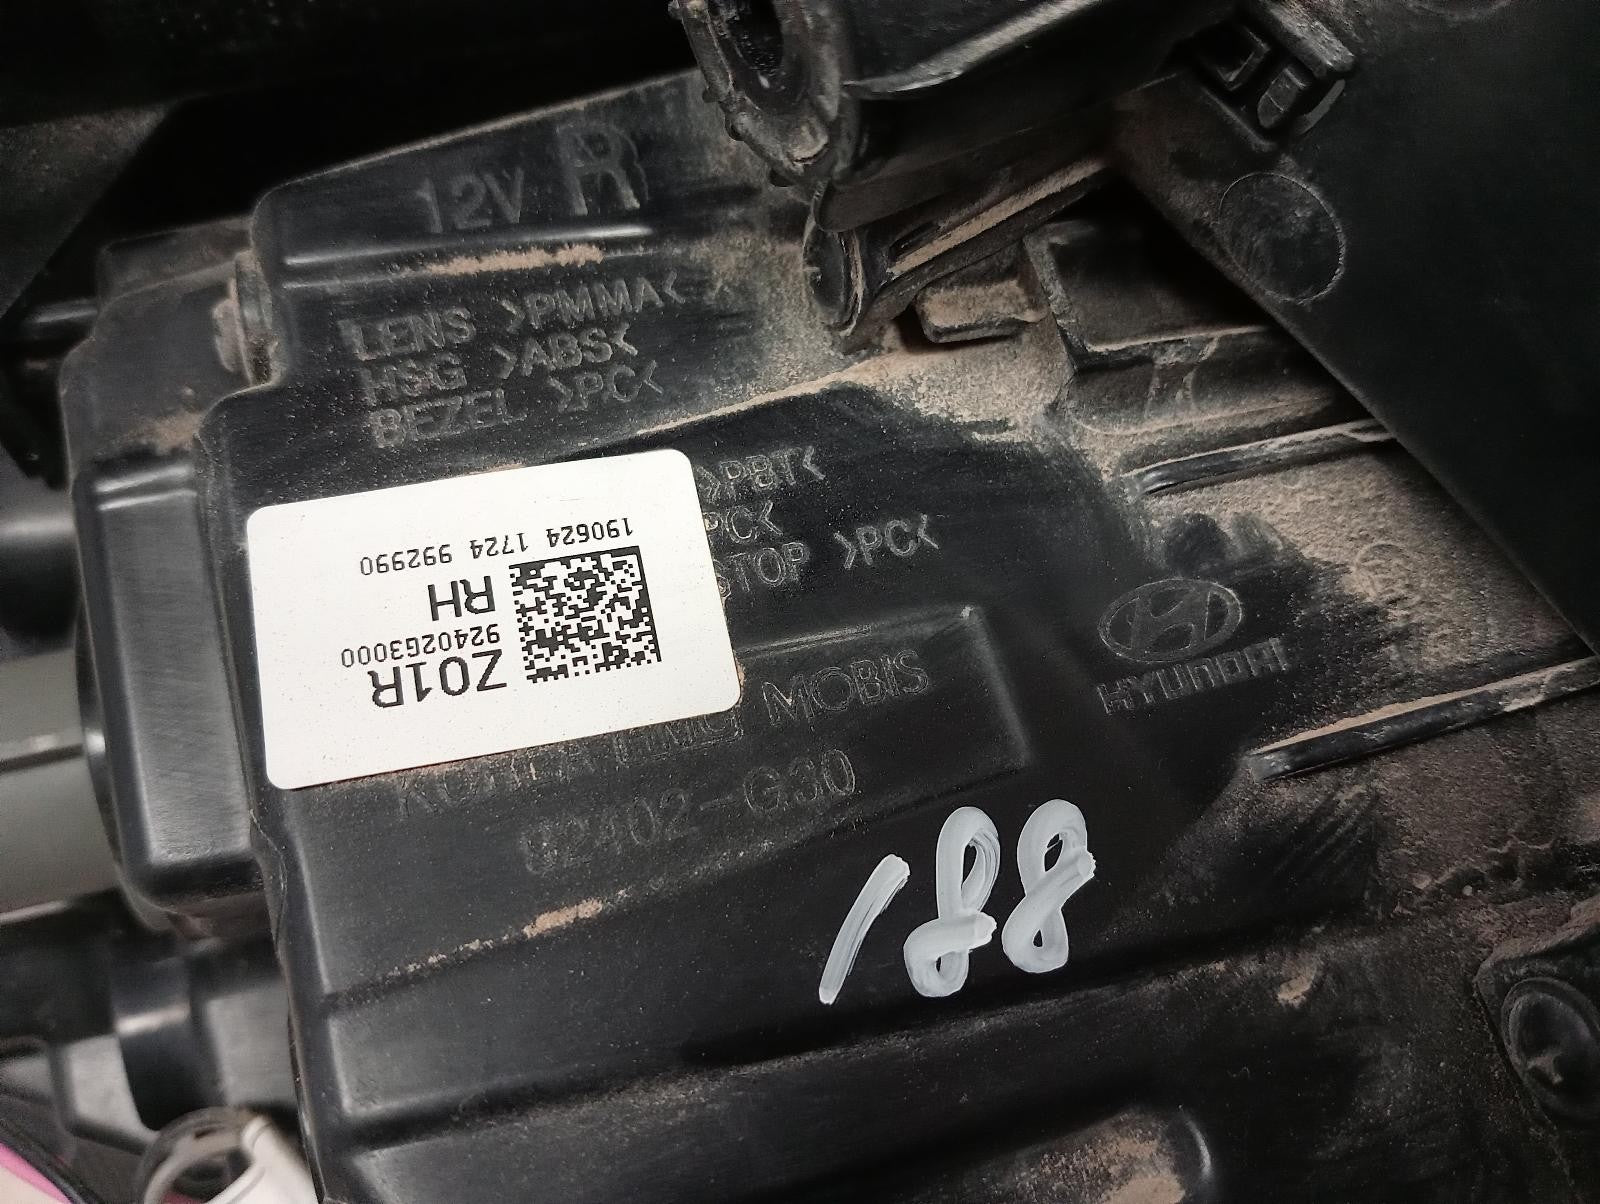 12V R
LENS >PMMA<
HSG >ABS<
BEZEL >PC<
>PBT<
PC<
STOP >PC<
190624 1724 992990
RH
92402G3000
Z01R
MOBIS
92402-G30
HYUNDAI
188